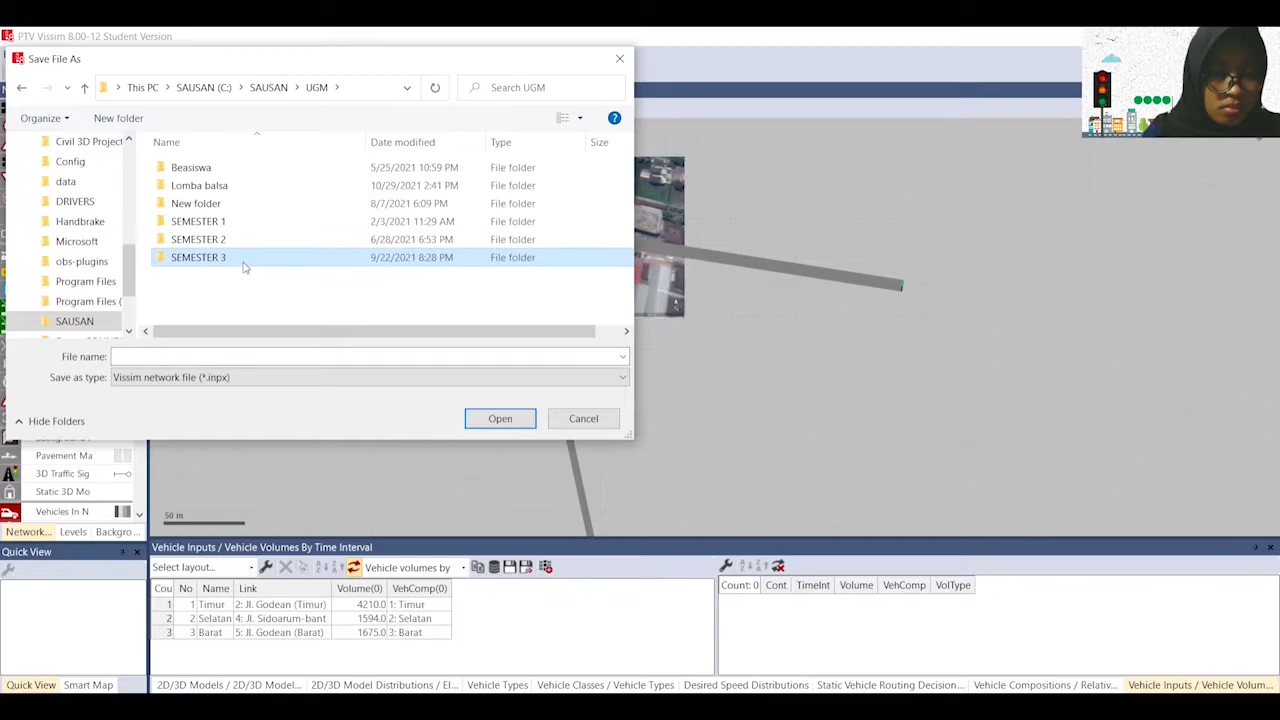 PTV Vissim 8.00-12 Student Version
Save File As
This PC > SAUSAN (C:) > SAUSAN > UGM >
Search UGM
Organize
New folder
Name
Date modified
Type
Size
Civil 3D Project
Config
data
DRIVERS
Handbrake
Microsoft
obs-plugins
Program Files
Program Files (
SAUSAN
Beasiswa 5/25/2021 10:59 PM File folder
Lomba balsa 10/29/2021 2:41 PM File folder
New folder 8/7/2021 6:09 PM File folder
SEMESTER 1 2/3/2021 11:29 AM File folder
SEMESTER 2 6/28/2021 6:53 PM File folder
SEMESTER 3 9/22/2021 8:28 PM File folder
File name:
Save as type: Vissim network file (*.inpx)
Hide Folders
Open
Cancel
Pavement Ma
3D Traffic Sig
Static 3D Mo
Vehicles In N
Network... Levels Backgro...
50 m
Quick View
Vehicle Inputs / Vehicle Volumes By Time Interval
Select layout...
Vehicle volumes by
Cou No Name Link Volume(0) VehComp(0)
1 1 Timur 2: Jl. Godean (Timur) 4210.0 1: Timur
2 2 Selatan 4: Jl. Sidoarum-bant 1594.0 2: Selatan
3 3 Barat 5: Jl. Godean (Barat) 1675.0 3: Barat
Count: 0 Cont TimeInt Volume VehComp VolType
Quick View Smart Map
2D/3D Models / 2D/3D Model... 2D/3D Model Distributions / El... Vehicle Types Vehicle Classes / Vehicle Types Desired Speed Distributions Static Vehicle Routing Decision... Vehicle Compositions / Relativ... Vehicle Inputs / Vehicle Volum...